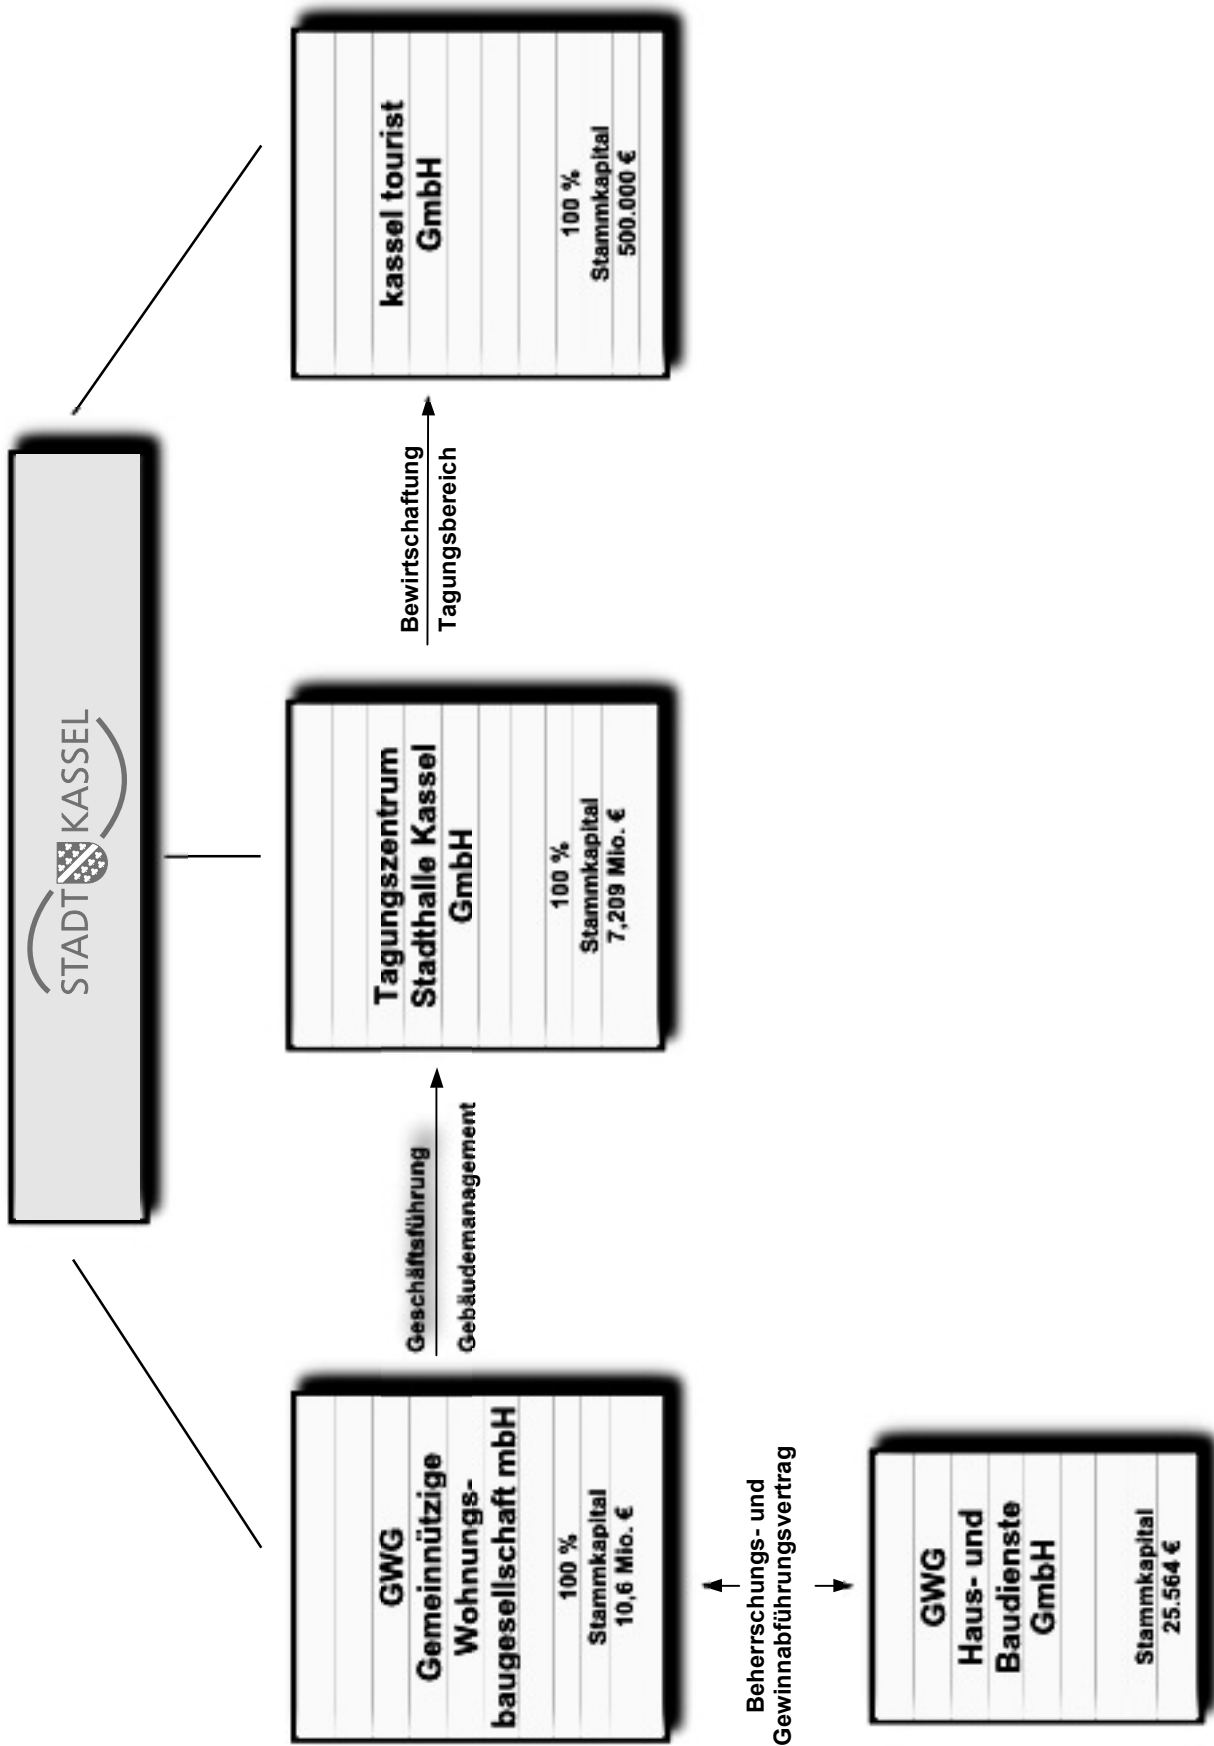 STADT KASSEL
GWG
Gemeinnützige
Wohnungs-
baugesellschaft mbH
100 %
Stammkapital
10,6 Mio. €
Geschäftsführung
Gebäudemanagement
Tagungszentrum
Stadthalle Kassel
GmbH
100 %
Stammkapital
7,209 Mio. €
Bewirtschaftung
Tagungsbereich
kassel tourist
GmbH
100 %
Stammkapital
500.000 €
Beherrschungs- und
Gewinnabführungsvertrag
GWG
Haus- und
Baudienste
GmbH
Stammkapital
25.564 €